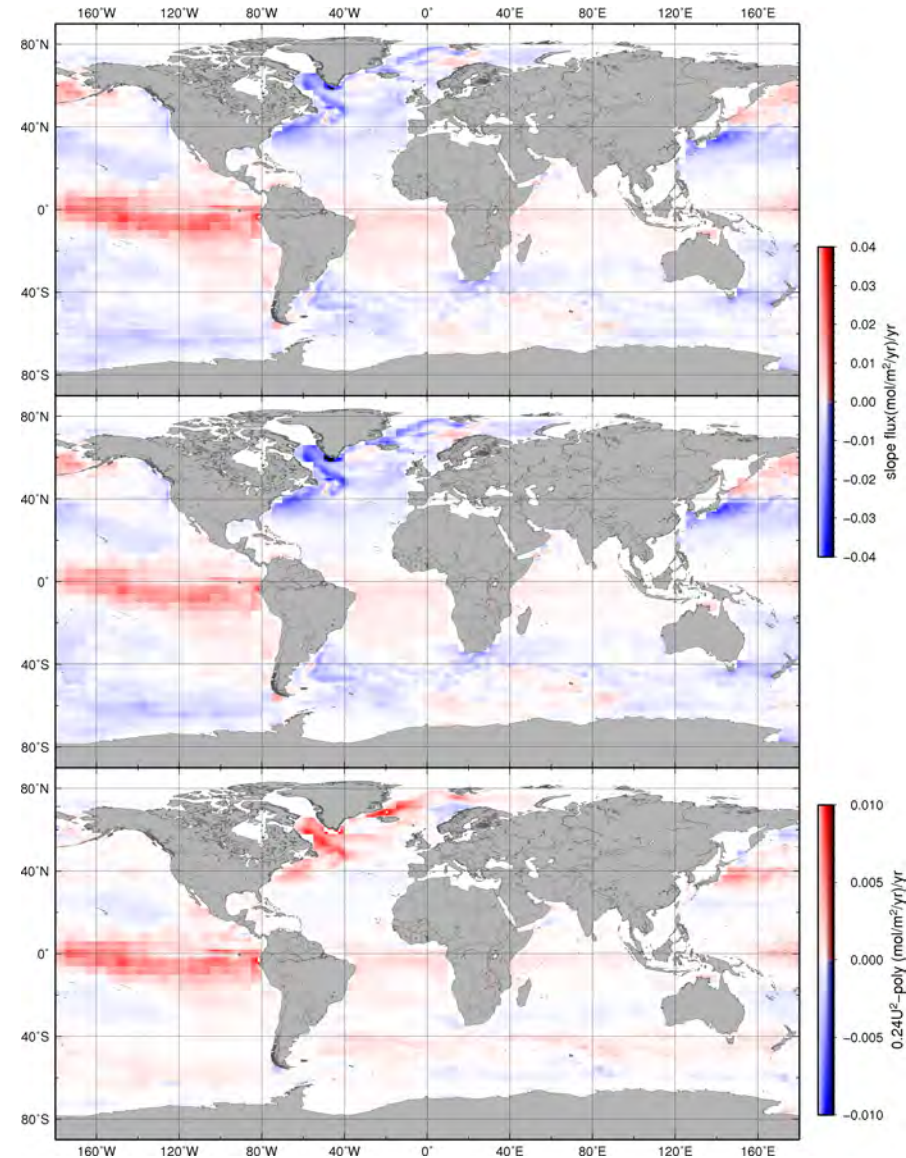 160˚W 120˚W 80˚W 40˚W 0˚ 40˚E 80˚E 120˚E 160˚E
80˚N
40˚N
0˚
40˚S
80˚S
80˚N
40˚N
0˚
40˚S
80˚S
80˚N
40˚N
0˚
40˚S
80˚S
160˚W 120˚W 80˚W 40˚W 0˚ 40˚E 80˚E 120˚E 160˚E
0.04
0.03
0.02
0.01
0.00
−0.01
−0.02
−0.03
−0.04
slope flux(mol/m²/yr)/yr
0.010
0.005
0.000
−0.005
−0.010
0.24U²−poly (mol/m²/yr)/yr